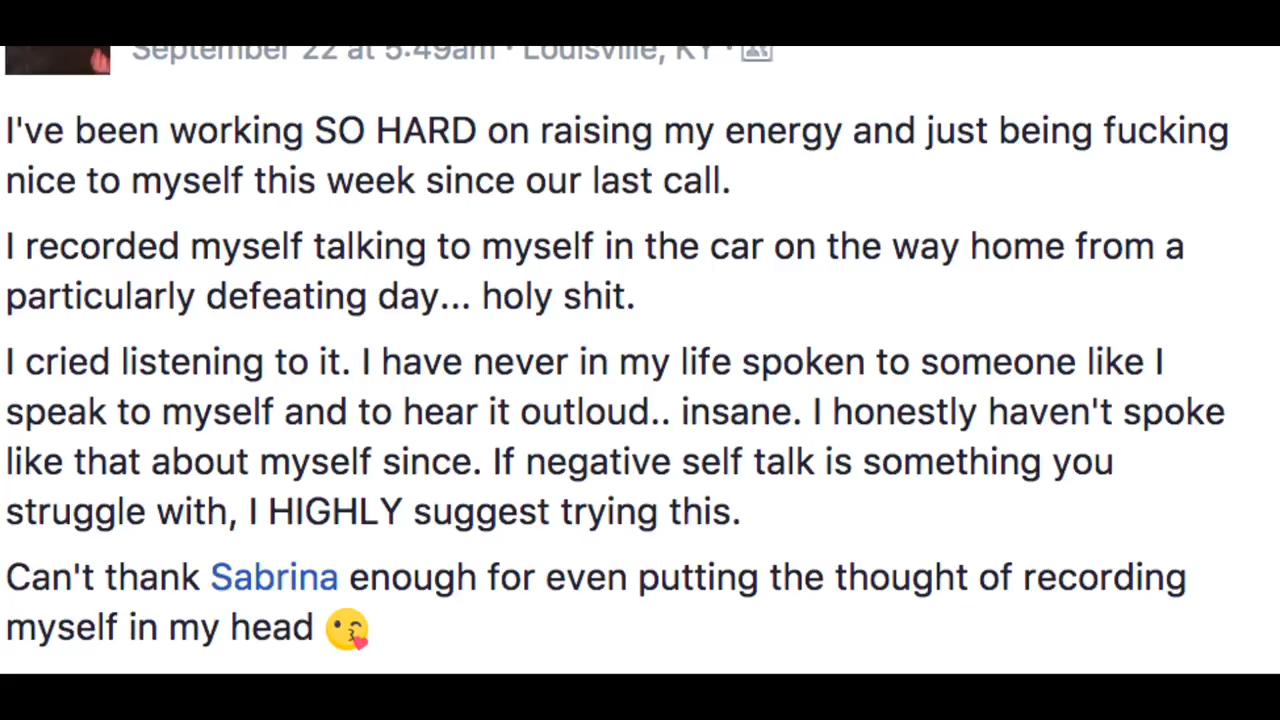 September 22 at 5:49am · Louisville, KY ·
I've been working SO HARD on raising my energy and just being fucking
nice to myself this week since our last call.
I recorded myself talking to myself in the car on the way home from a
particularly defeating day... holy shit.
I cried listening to it. I have never in my life spoken to someone like I
speak to myself and to hear it outloud.. insane. I honestly haven't spoke
like that about myself since. If negative self talk is something you
struggle with, I HIGHLY suggest trying this.
Can't thank Sabrina enough for even putting the thought of recording
myself in my head 😘